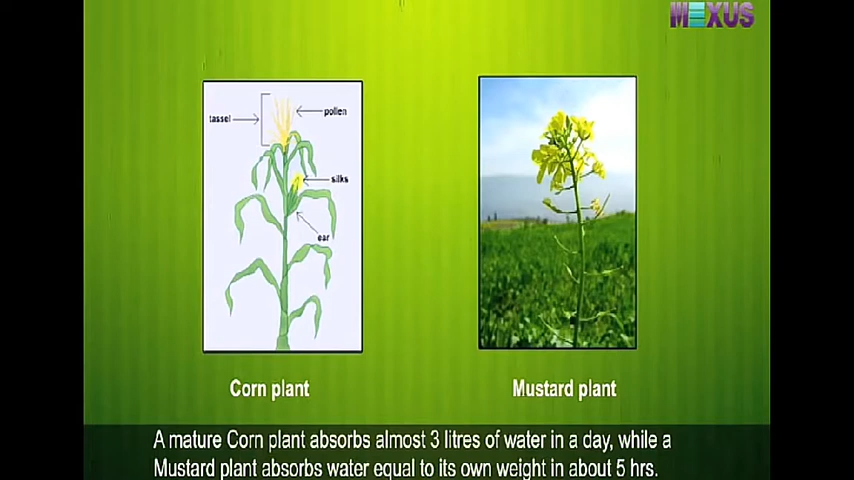 MEXUS
tassel
pollen
silks
ear
Corn plant
Mustard plant
A mature Corn plant absorbs almost 3 litres of water in a day, while a
Mustard plant absorbs water equal to its own weight in about 5 hrs.